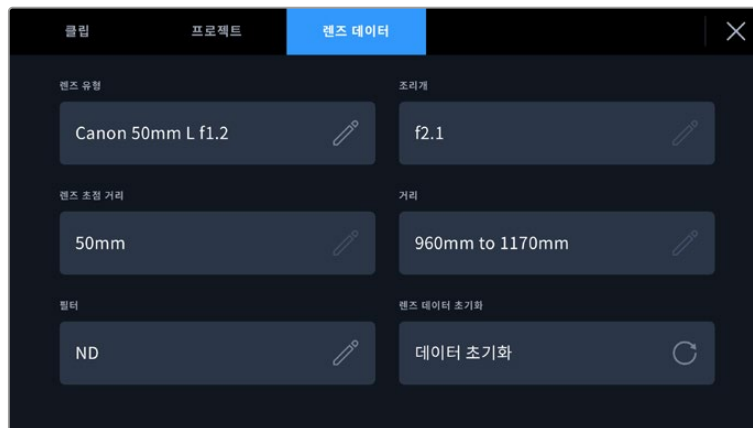 클립 프로젝트 렌즈 데이터
렌즈 유형 조리개
Canon 50mm L f1.2 f2.1
렌즈 초점 거리 거리
50mm 960mm to 1170mm
필터 렌즈 데이터 초기화
ND 데이터 초기화